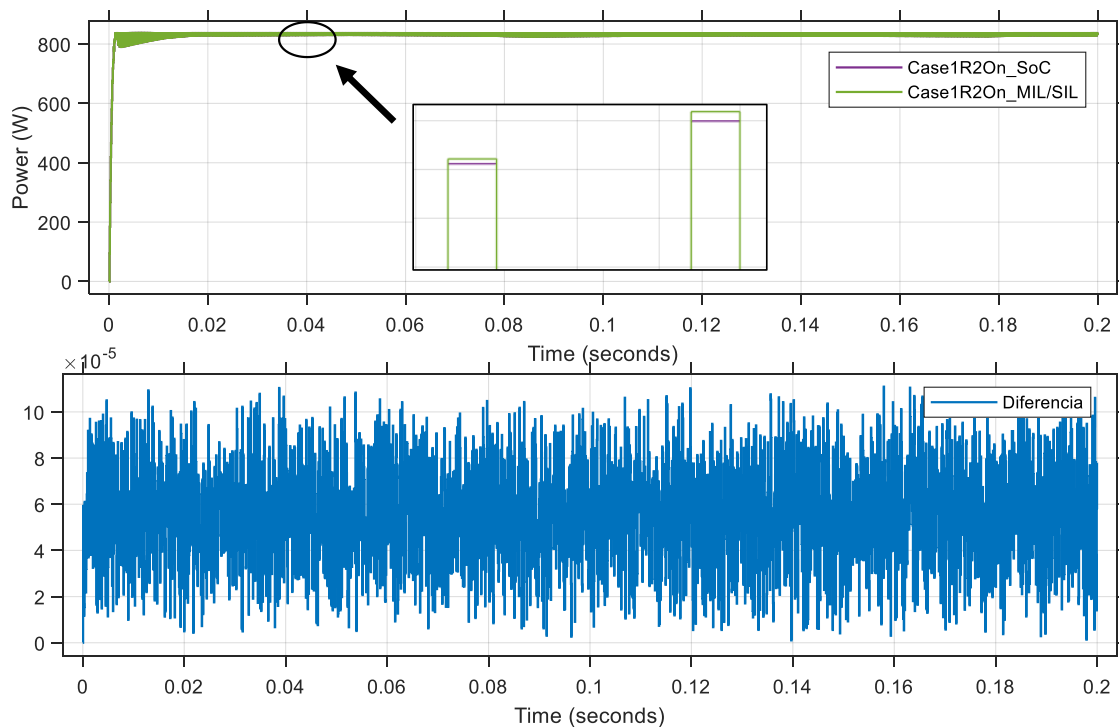 800
600
400
200
0
Power (W)
Case1R2On_SoC
Case1R2On_MIL/SIL
0 0.02 0.04 0.06 0.08 0.1 0.12 0.14 0.16 0.18 0.2
Time (seconds)
× 10^-5
10
8
6
4
2
0
Diferencia
0 0.02 0.04 0.06 0.08 0.1 0.12 0.14 0.16 0.18 0.2
Time (seconds)